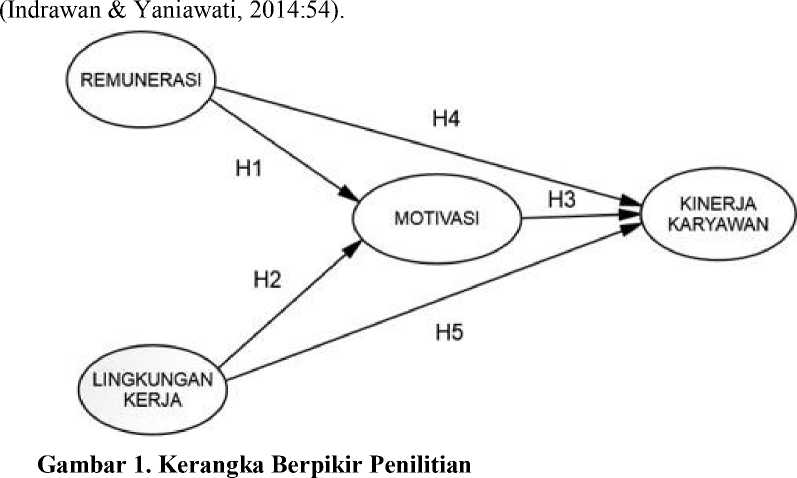 (Indrawan & Yaniawati, 2014:54).
REMUNERASI
H4
H1
MOTIVASI
H3
KINERJA
KARYAWAN
H2
H5
LINGKUNGAN
KERJA
Gambar 1. Kerangka Berpikir Penilitian